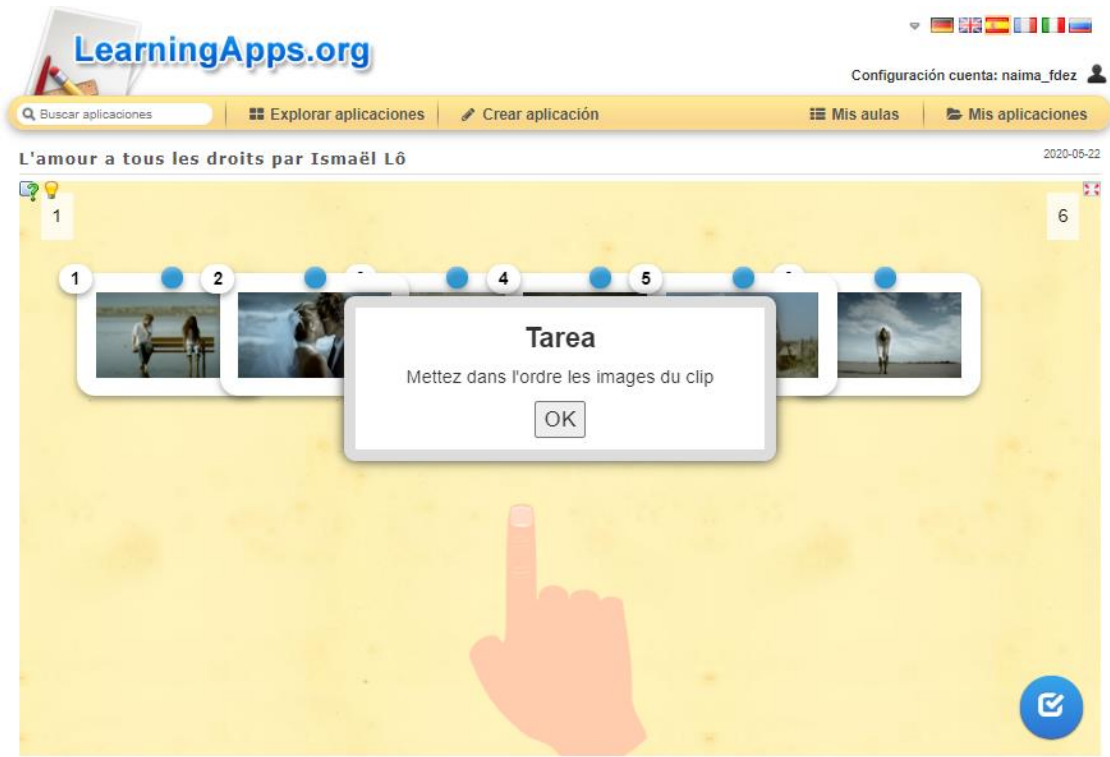 LearningApps.org
Configuración cuenta: naima_fdez
Buscar aplicaciones
Explorar aplicaciones
Crear aplicación
Mis aulas
Mis aplicaciones
L'amour a tous les droits par Ismaël Lô
2020-05-22
1
6
1
2
4
5
Tarea
Mettez dans l'ordre les images du clip
OK